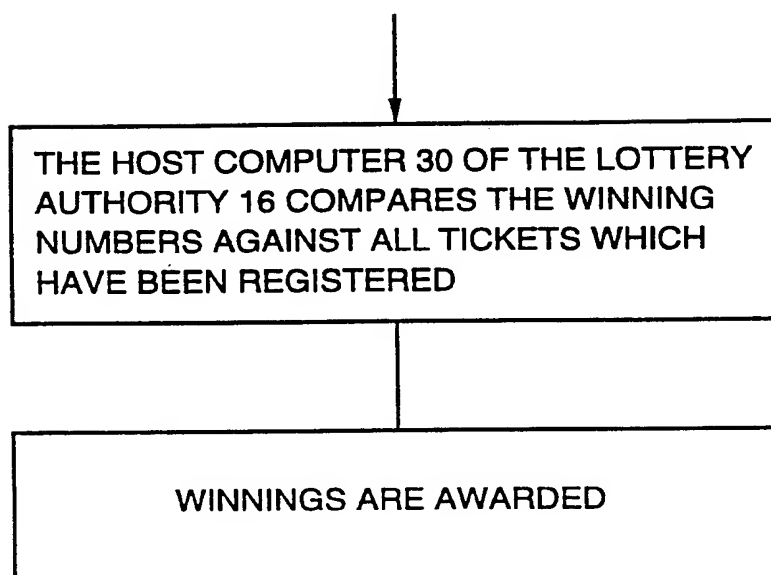 THE HOST COMPUTER 30 OF THE LOTTERY
AUTHORITY 16 COMPARES THE WINNING
NUMBERS AGAINST ALL TICKETS WHICH
HAVE BEEN REGISTERED
WINNINGS ARE AWARDED